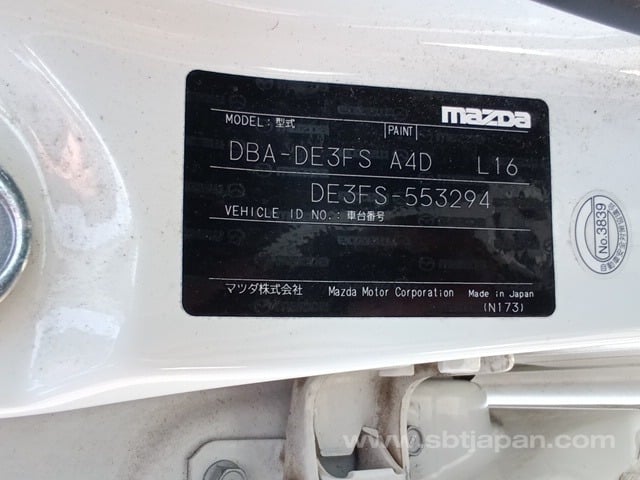 mazda
MODEL: 型式 PAINT
DBA-DE3FS A4D L16
DE3FS-553294
VEHICLE ID NO.: 車台番号
マツダ株式会社 Mazda Motor Corporation Made in Japan
(N173)
No.3839
www.sbtjapan.com